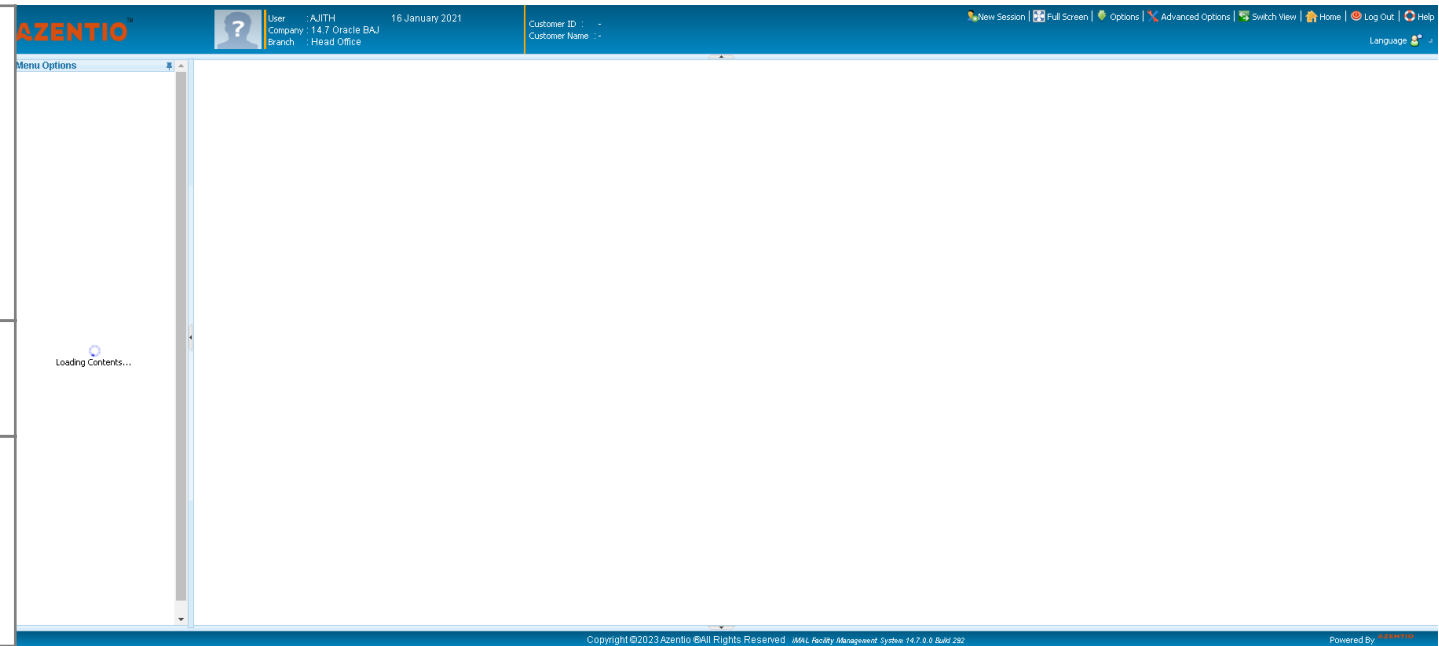 AZENTIO™
User : AJITH 16 January 2021
Company : 14.7 Oracle BAJ
Branch : Head Office
Customer ID : -
Customer Name : -
New Session | Full Screen | Options | Advanced Options | Switch View | Home | Log Out | Help
Language
Menu Options
Loading Contents...
Copyright ©2023 Azentio ®All Rights Reserved iMAL Facility Management System 14.7.0.0 Build 292
Powered By AZENTIO